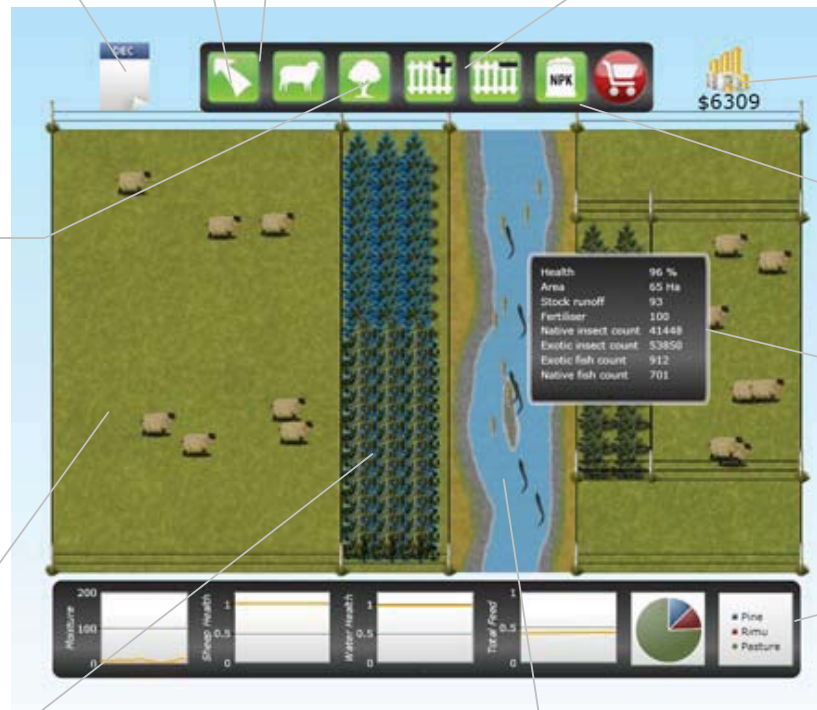 DEC
NPK
$6309
Health 96 %
Area 65 Ha
Stock runoff 93
Fertiliser 100
Native insect count 41448
Exotic insect count 53850
Exotic fish count 912
Native fish count 701
Moisture
200
100
0
Sheep Health
1
0.5
0
Water Health
1
0.5
0
Total Feed
1
0.5
0
Pine
Rimu
Pasture